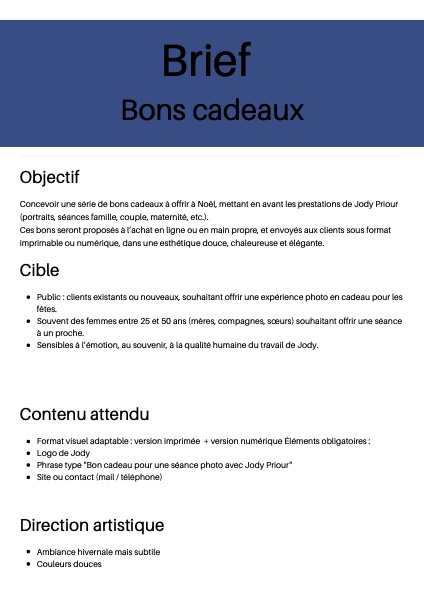 Brief
Bons cadeaux
Objectif
Concevoir une série de bons cadeaux à offrir à Noël, mettant en avant les prestations de Jody Priour
(portraits, séances famille, couple, maternité, etc.).
Ces bons seront proposés à l'achat en ligne ou en main propre, et envoyés aux clients sous format
imprimable ou numérique, dans une esthétique douce, chaleureuse et élégante.
Cible
• Public : clients existants ou nouveaux, souhaitant offrir une expérience photo en cadeau pour les
fêtes.
• Souvent des femmes entre 25 et 50 ans (mères, compagnes, sœurs) souhaitant offrir une séance
à un proche.
• Sensibles à l'émotion, au souvenir, à la qualité humaine du travail de Jody.
Contenu attendu
• Format visuel adaptable : version imprimée + version numérique Éléments obligatoires :
• Logo de Jody
• Phrase type "Bon cadeau pour une séance photo avec Jody Priour"
• Site ou contact (mail / téléphone)
Direction artistique
• Ambiance hivernale mais subtile
• Couleurs douces